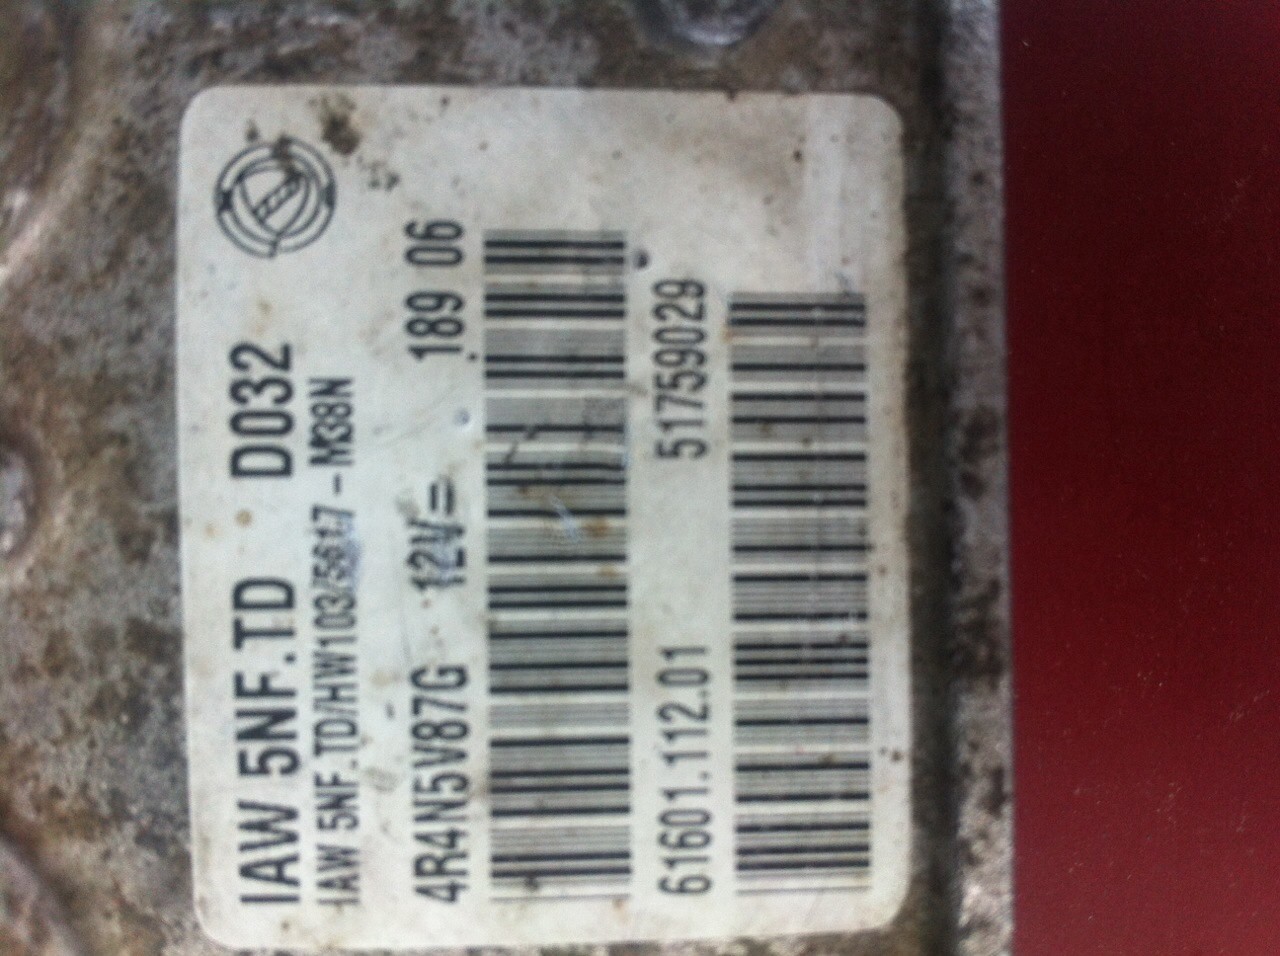 IAW 5NF.TD D032
IAW 5NF.TD/HW103/5617-M38N
4R4N5V87G 12V= 189 06
61601.112.01 51759029